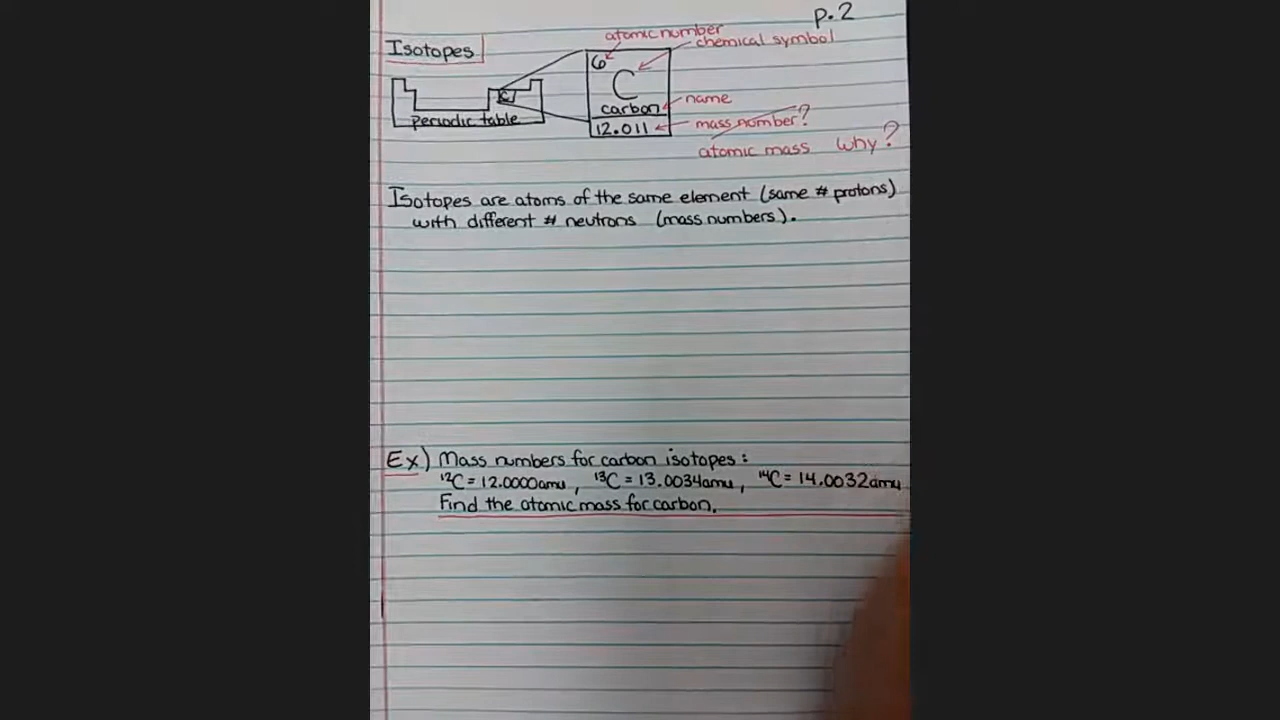 p.2
atomic number
Isotopes
chemical symbol
6
C
C
carbon
name
periodic table
12.011
mass number?
atomic mass why?
Isotopes are atoms of the same element (same # protons)
with different # neutrons (mass numbers).
Ex) Mass numbers for carbon isotopes:
¹²C = 12.0000amu, ¹³C = 13.0034amu, ¹⁴C = 14.0032amu
Find the atomic mass for carbon.